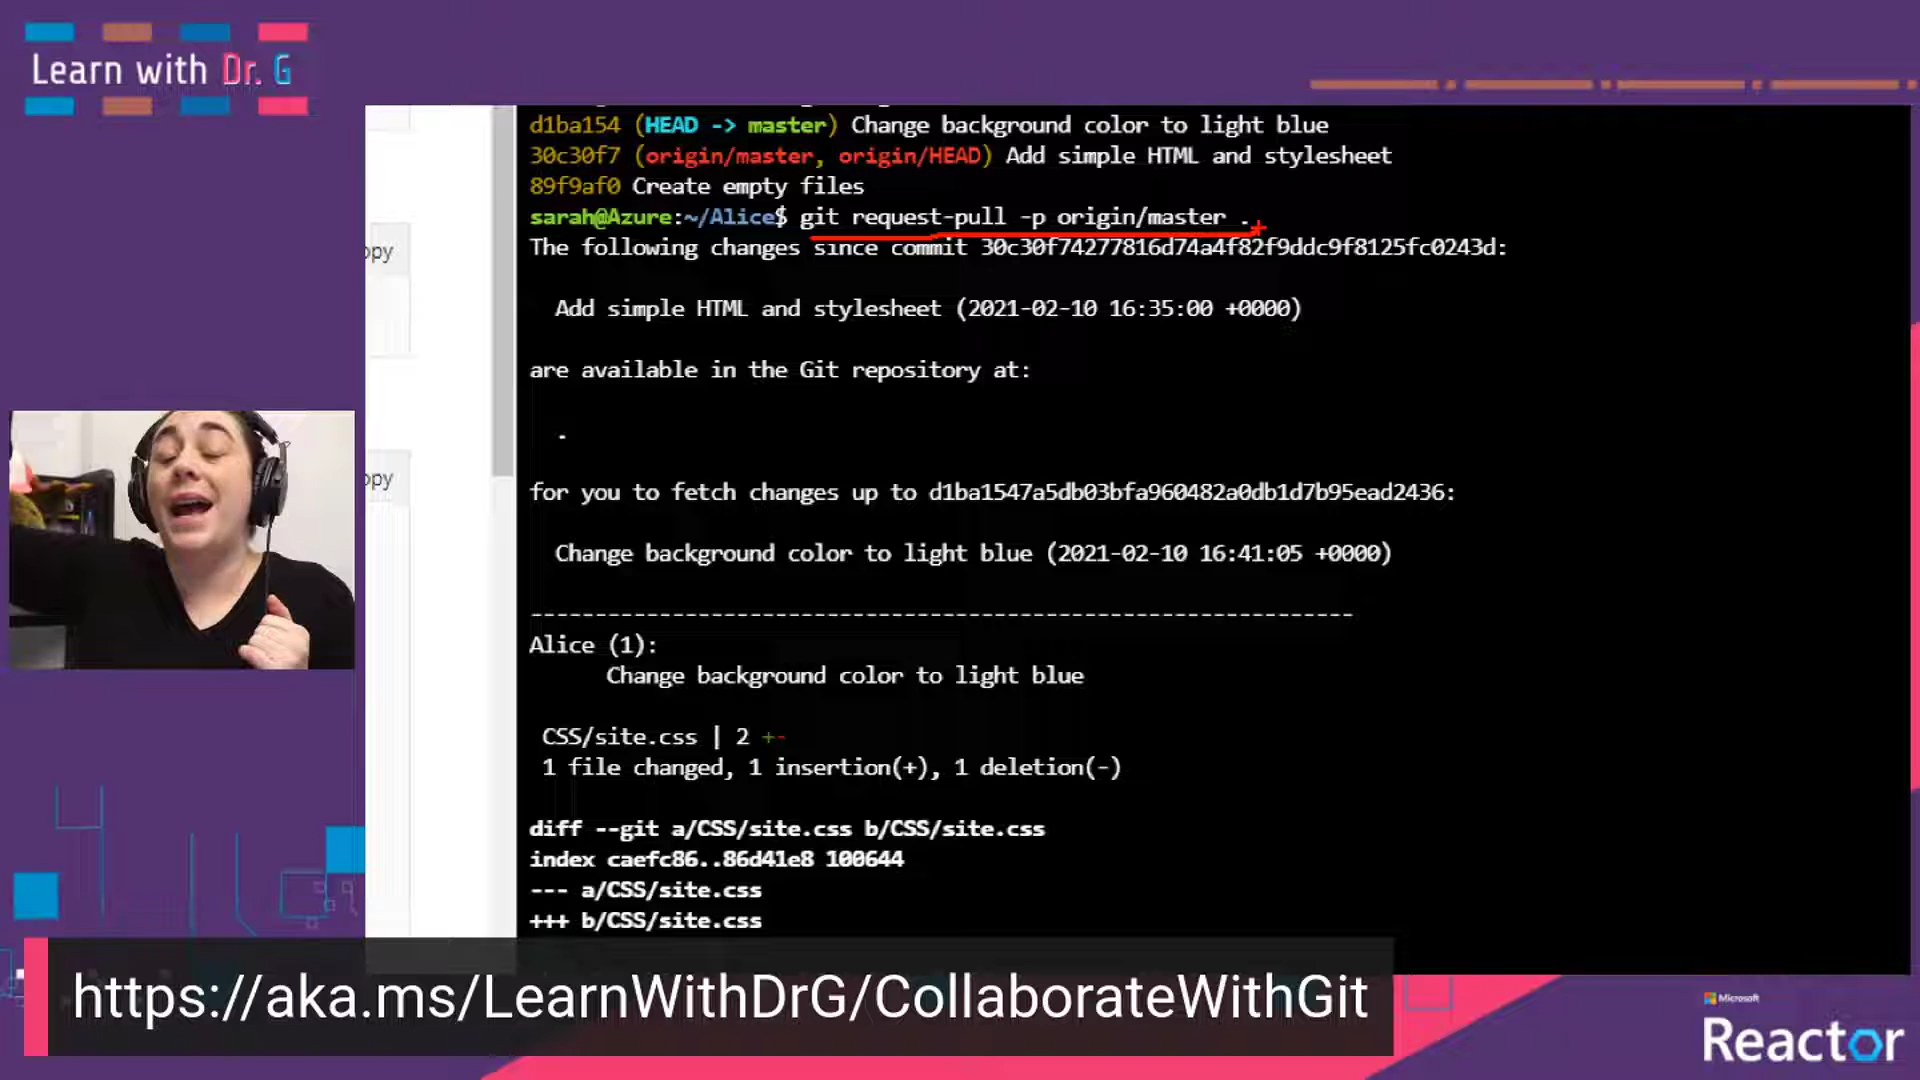 Learn with Dr. G
d1ba154 (HEAD -> master) Change background color to light blue
30c30f7 (origin/master, origin/HEAD) Add simple HTML and stylesheet
89f9af0 Create empty files
sarah@Azure:~/Alice$ git request-pull -p origin/master .
The following changes since commit 30c30f74277816d74a4f82f9ddc9f8125fc0243d:
Add simple HTML and stylesheet (2021-02-10 16:35:00 +0000)
are available in the Git repository at:
.
for you to fetch changes up to d1ba1547a5db03bfa960482a0db1d7b95ead2436:
Change background color to light blue (2021-02-10 16:41:05 +0000)
----------------------------------------------------------------
Alice (1):
Change background color to light blue
CSS/site.css | 2 +-
1 file changed, 1 insertion(+), 1 deletion(-)
diff --git a/CSS/site.css b/CSS/site.css
index caefc86..86d41e8 100644
--- a/CSS/site.css
+++ b/CSS/site.css
opy
opy
https://aka.ms/LearnWithDrG/CollaborateWithGit
Microsoft
Reactor